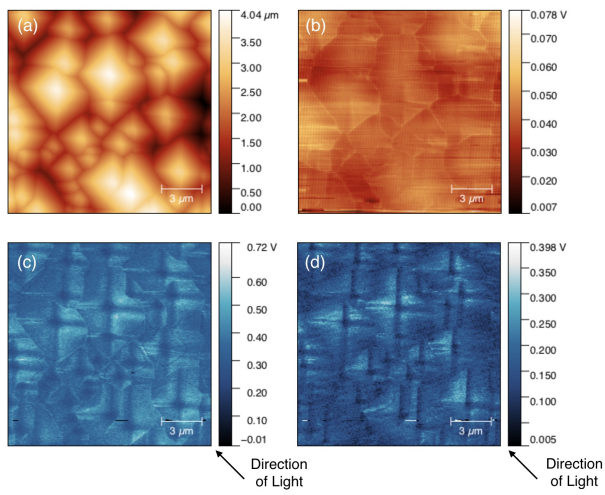 (a)
4.04 µm
3.50
3.00
2.50
2.00
1.50
1.00
0.50
0.00
3 µm
(b)
0.078 V
0.070
0.060
0.050
0.040
0.030
0.020
0.007
3 µm
(c)
0.72 V
0.60
0.50
0.40
0.30
0.20
0.10
−0.01
3 µm
Direction
of Light
(d)
0.398 V
0.350
0.300
0.250
0.200
0.150
0.100
0.005
3 µm
Direction
of Light